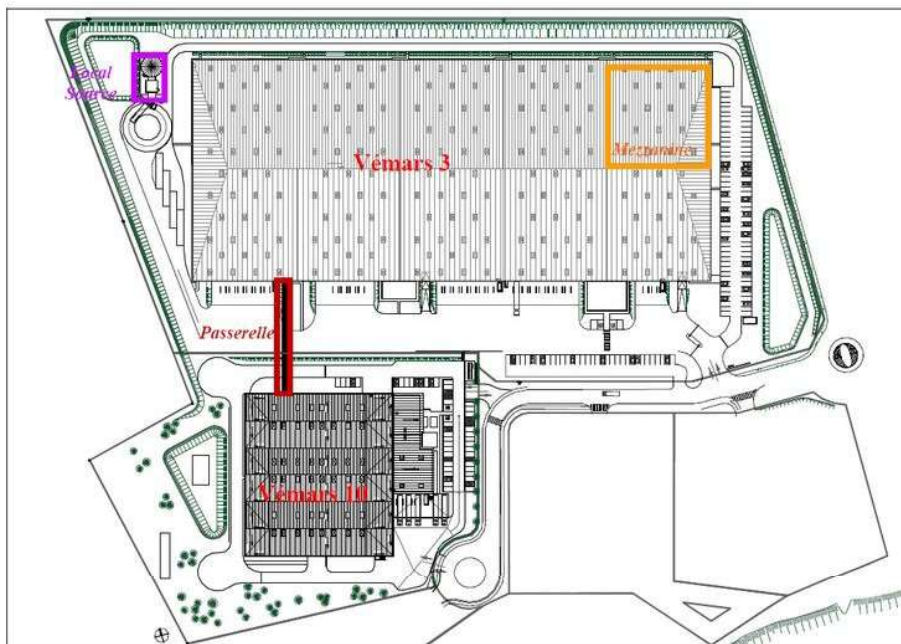 Local
Source
Mezzanine
Vémars 3
Passerelle
Vémars 10